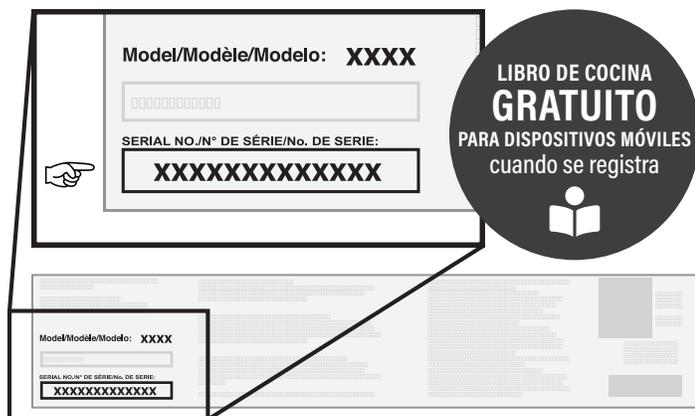 Model/Modèle/Modelo: XXXX
SERIAL NO./N° DE SÉRIE/No. DE SERIE:
XXXXXXXXXXXXX
LIBRO DE COCINA
GRATUITO
PARA DISPOSITIVOS MÓVILES
cuando se registra
Model/Modèle/Modelo: XXXX
SERIAL NO./N° DE SÉRIE/No. DE SERIE:
XXXXXXXXXXXXX